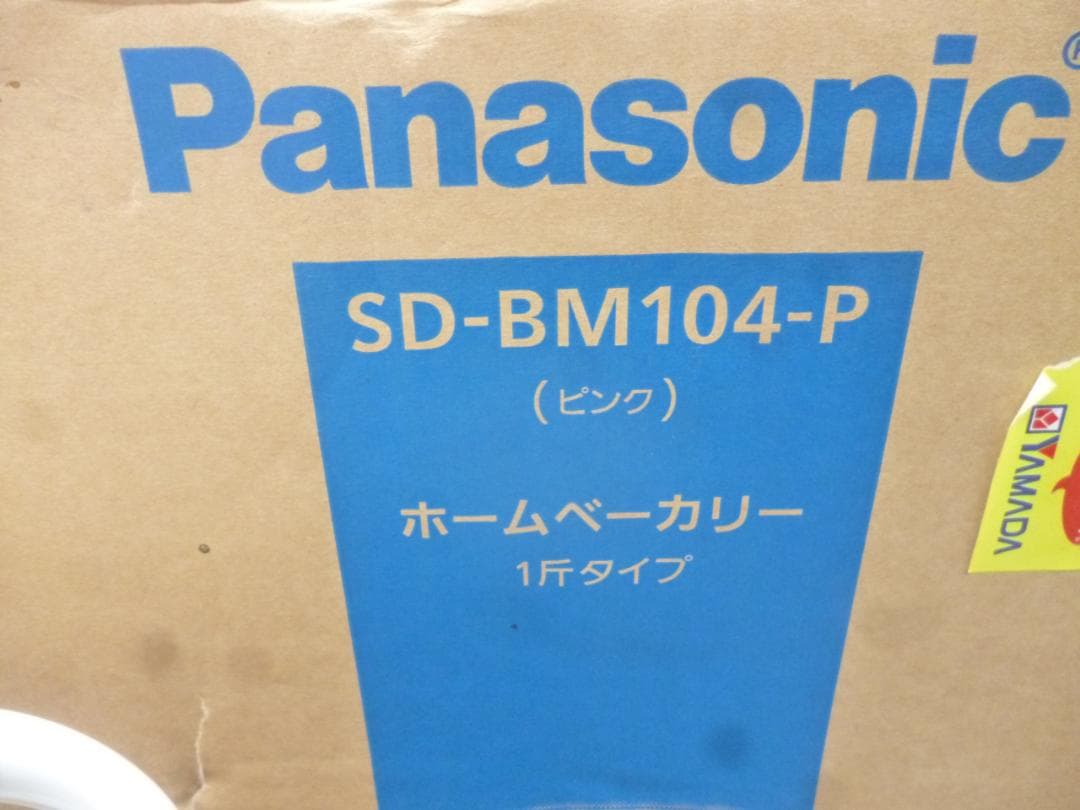 Panasonic
SD-BM104-P
(ピンク)
ホームベーカリー
1斤タイプ
YAMADA